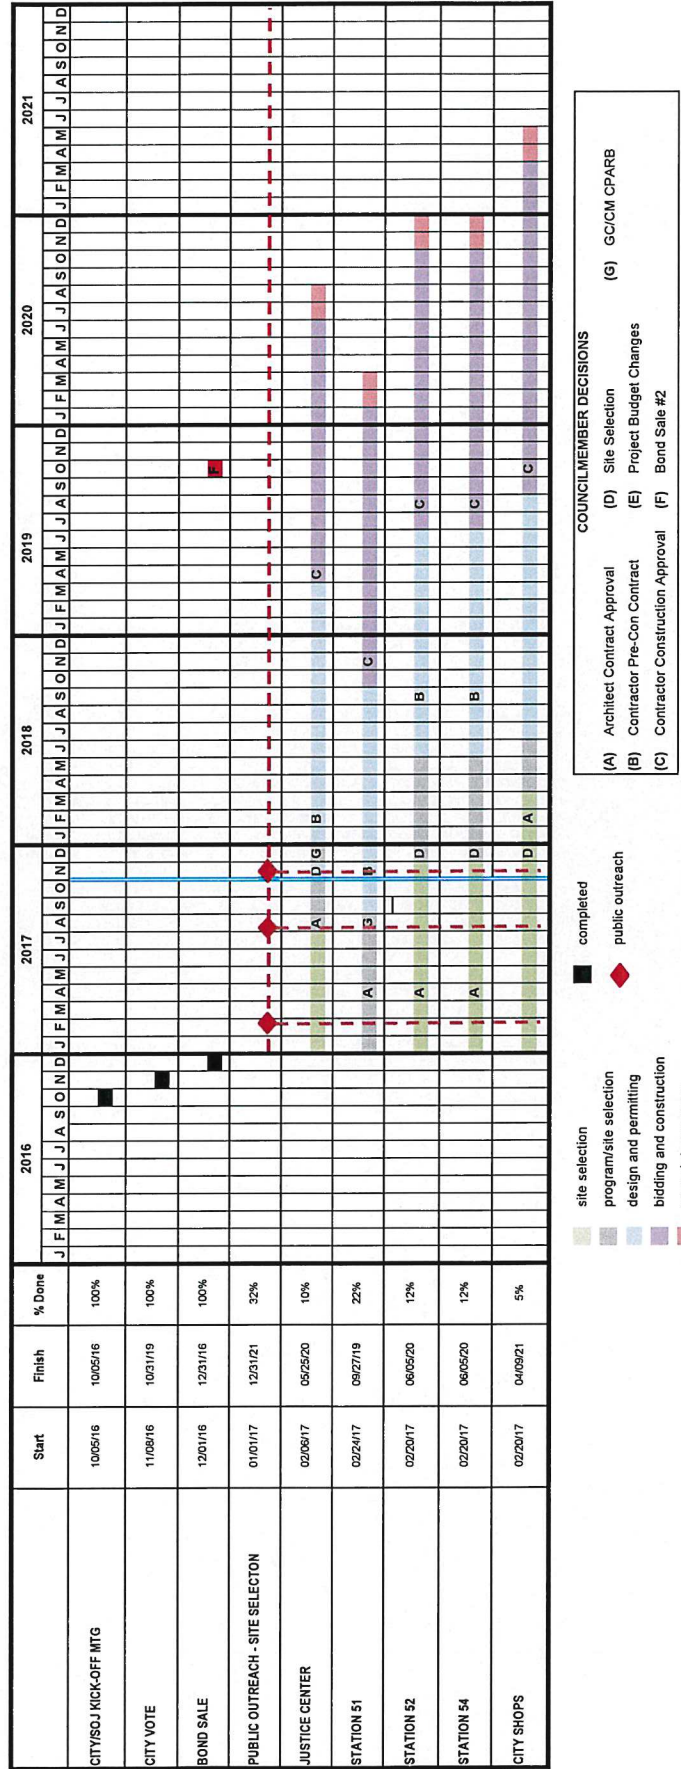 2016 2017 2018 2019 2020 2021
Start Finish % Done J F M A M J J A S O N D J F M A M J J A S O N D J F M A M J J A S O N D J F M A M J J A S O N D J F M A M J J A S O N D J F M A M J J A S O N D
CITY/SOJ KICK-OFF MTG 10/05/16 10/05/16 100%
CITY VOTE 11/08/16 10/31/19 100%
BOND SALE 12/01/16 12/31/16 100% F
PUBLIC OUTREACH - SITE SELECTON 01/01/17 12/31/21 32%
JUSTICE CENTER 02/06/17 05/25/20 10% A D G B C
STATION 51 02/24/17 09/27/19 22% A G B C
STATION 52 02/20/17 06/05/20 12% A D B C
STATION 54 02/20/17 06/05/20 12% A D B C
CITY SHOPS 02/20/17 04/09/21 5% D A C
site selection
program/site selection
design and permitting
bidding and construction
completed
public outreach
COUNCILMEMBER DECISIONS
(A) Architect Contract Approval (D) Site Selection (G) GC/CM CPARB
(B) Contractor Pre-Con Contract (E) Project Budget Changes
(C) Contractor Construction Approval (F) Bond Sale #2